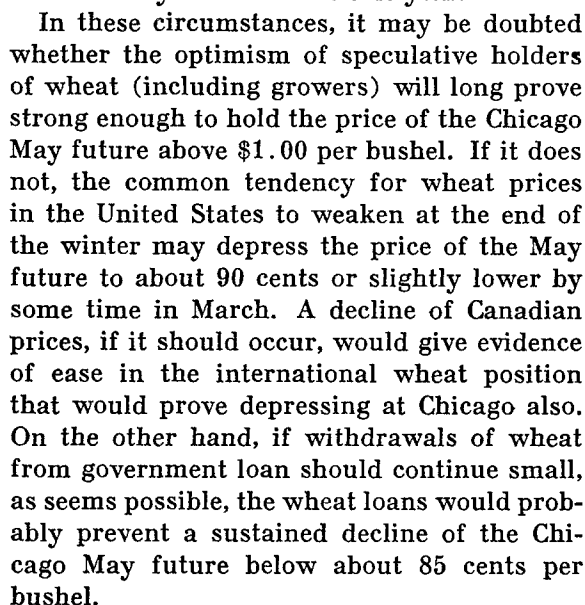 In these circumstances, it may be doubted
whether the optimism of speculative holders
of wheat (including growers) will long prove
strong enough to hold the price of the Chicago
May future above $1.00 per bushel. If it does
not, the common tendency for wheat prices
in the United States to weaken at the end of
the winter may depress the price of the May
future to about 90 cents or slightly lower by
some time in March. A decline of Canadian
prices, if it should occur, would give evidence
of ease in the international wheat position
that would prove depressing at Chicago also.
On the other hand, if withdrawals of wheat
from government loan should continue small,
as seems possible, the wheat loans would prob-
ably prevent a sustained decline of the Chi-
cago May future below about 85 cents per
bushel.